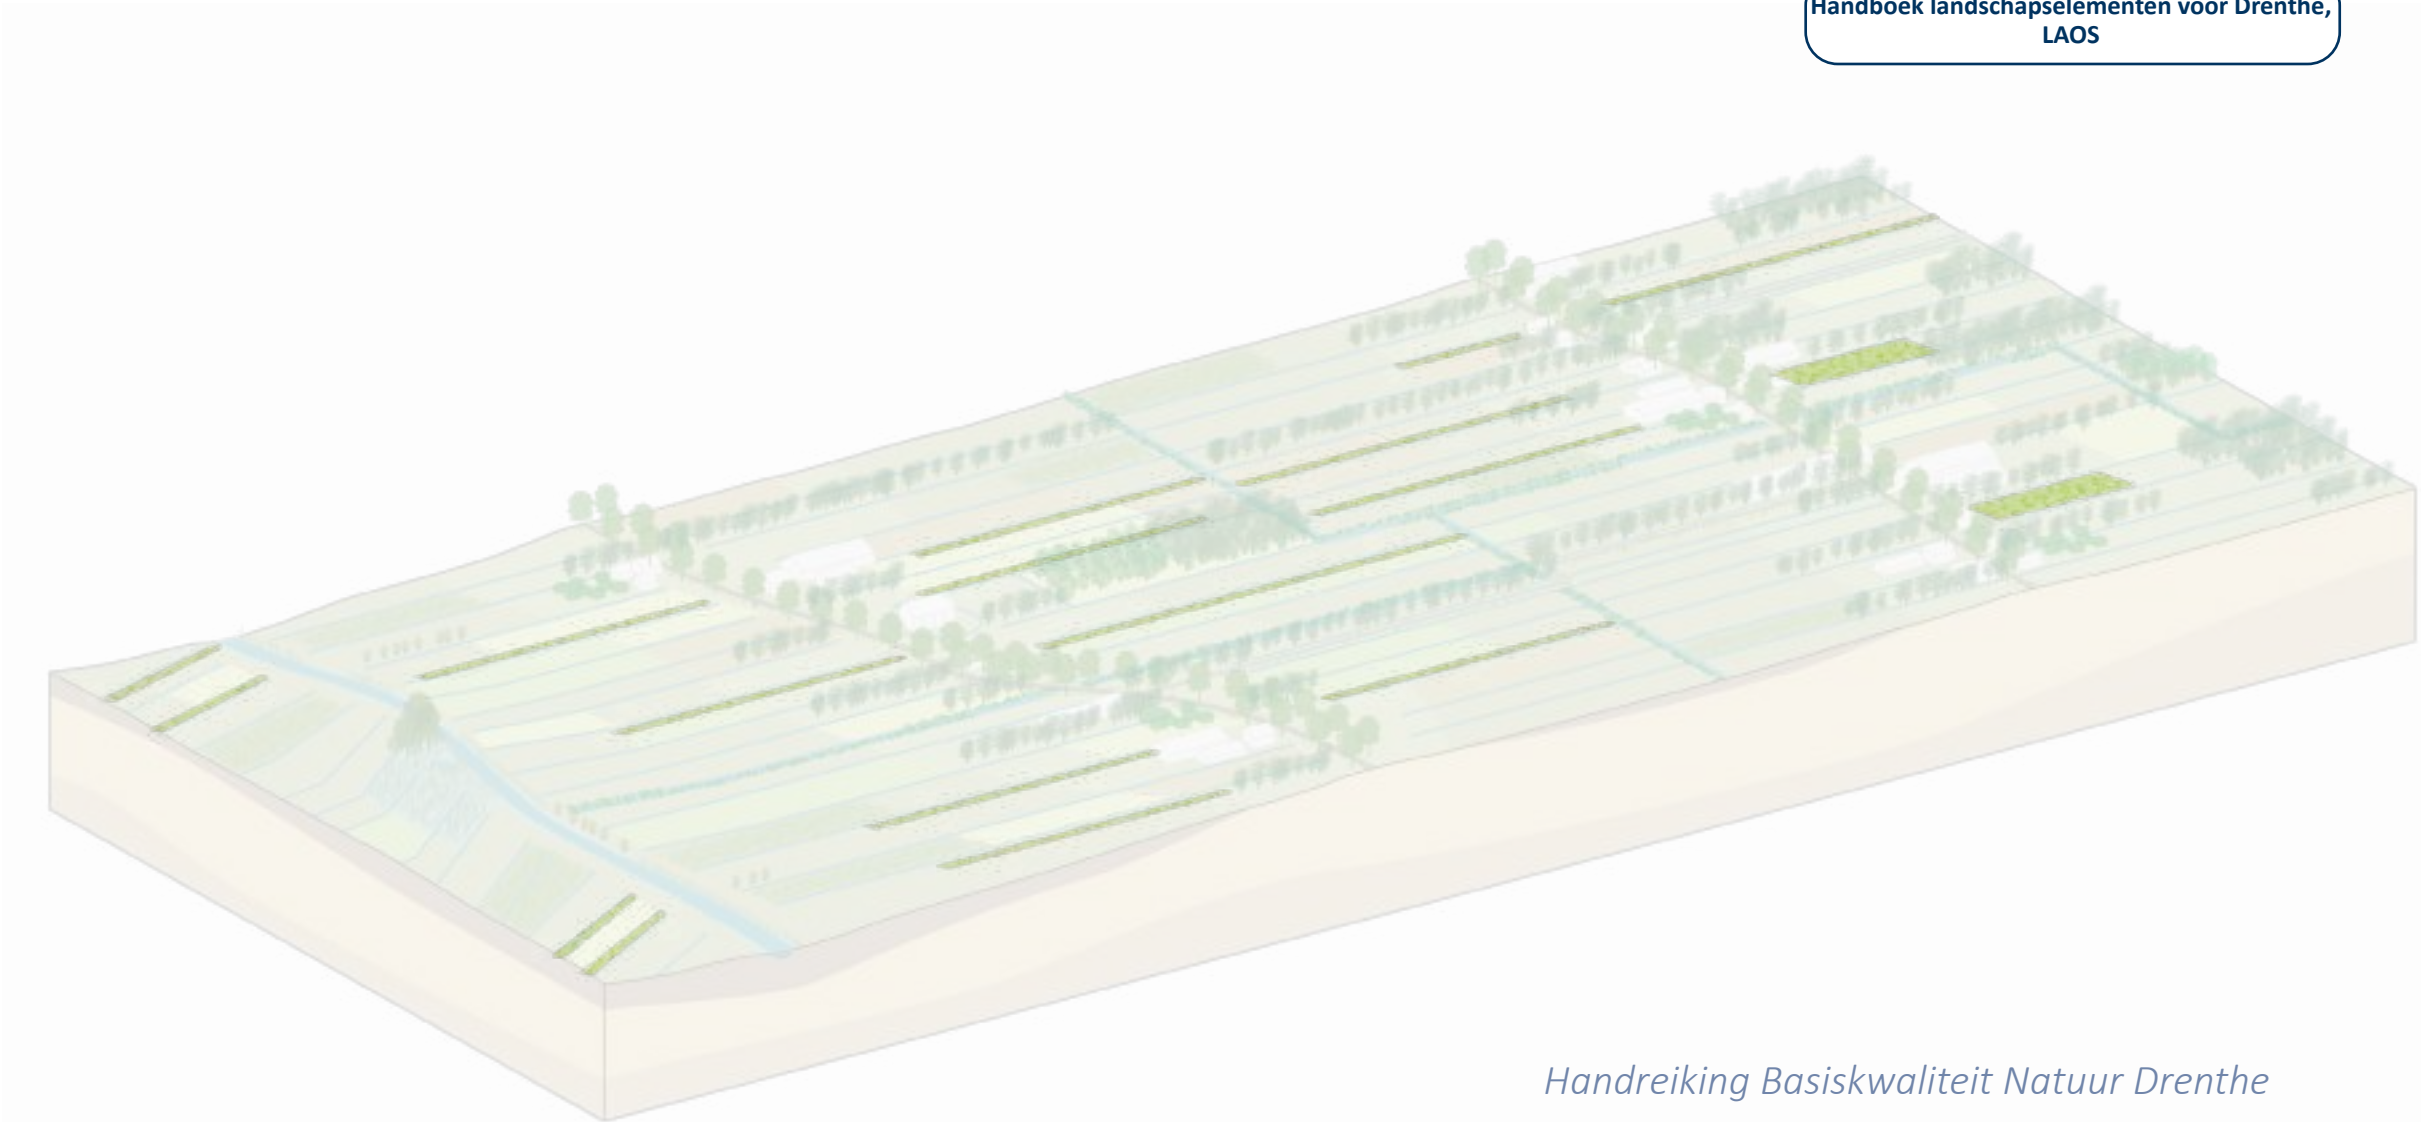 Handboek landschapselementen voor Drenthe,
LAOS
Handreiking Basiskwaliteit Natuur Drenthe